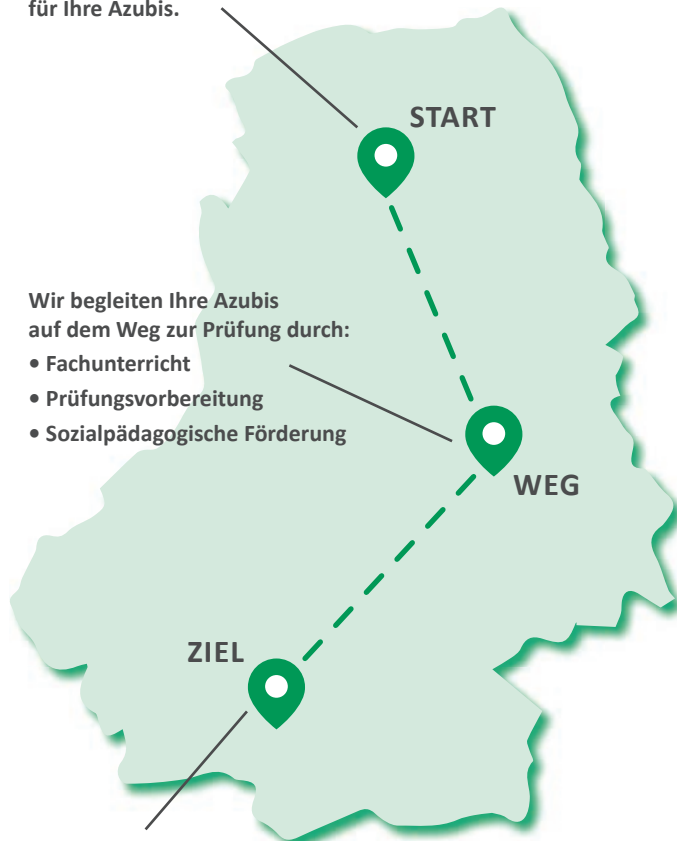 für Ihre Azubis.
START
Wir begleiten Ihre Azubis
auf dem Weg zur Prüfung durch:
• Fachunterricht
• Prüfungsvorbereitung
• Sozialpädagogische Förderung
WEG
ZIEL